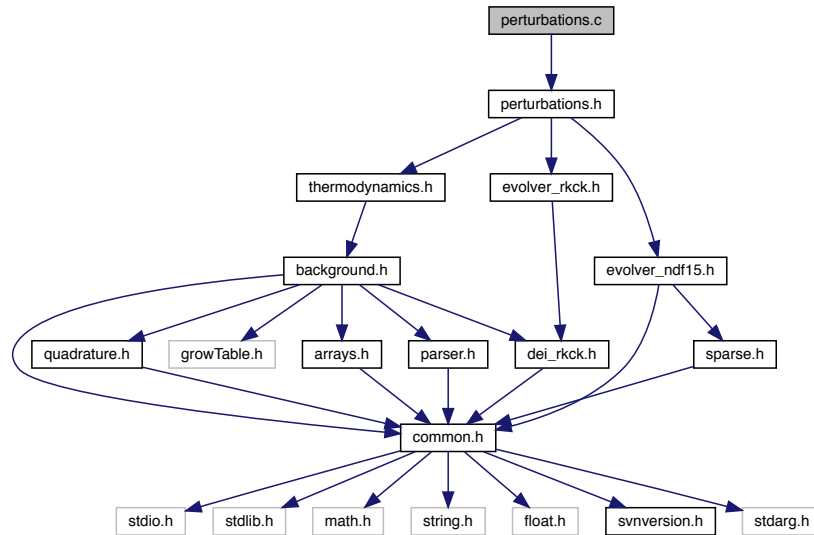 perturbations.c
perturbations.h
thermodynamics.h
evolver_rkck.h
background.h
evolver_ndf15.h
quadrature.h
growTable.h
arrays.h
parser.h
dei_rkck.h
sparse.h
common.h
stdio.h
stdlib.h
math.h
string.h
float.h
svnversion.h
stdarg.h